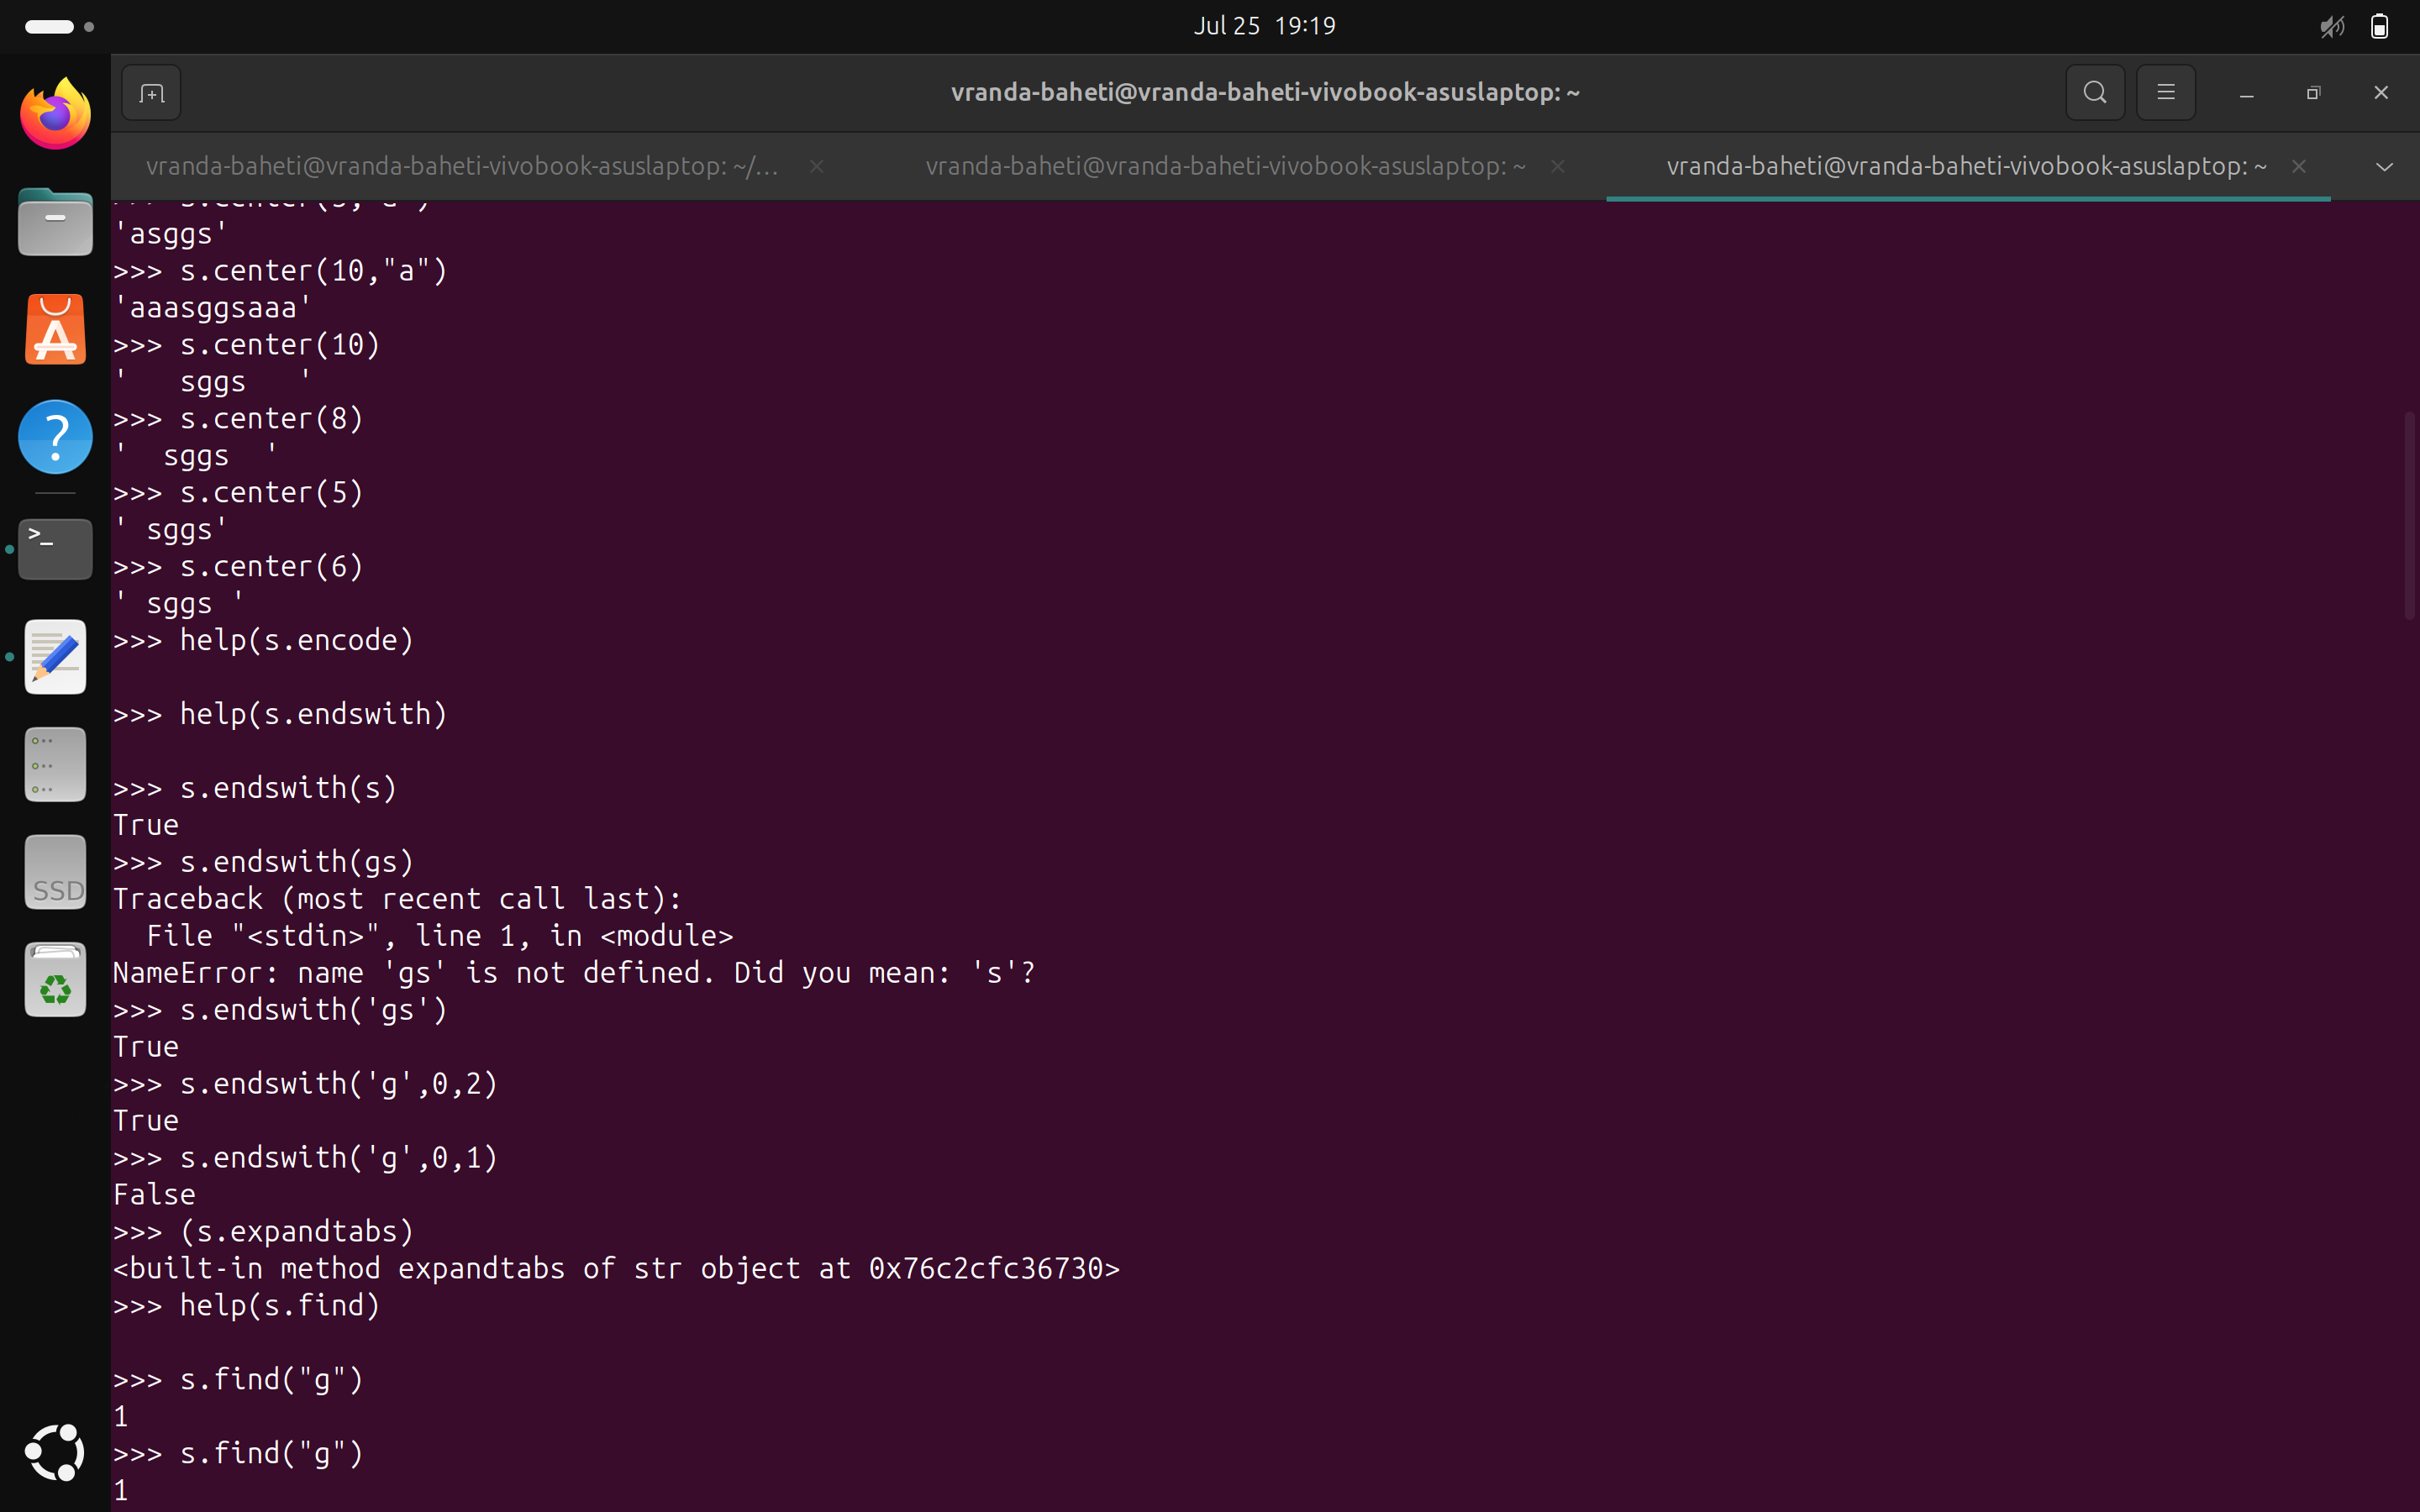 Jul 25 19:19
vranda-baheti@vranda-baheti-vivobook-asuslaptop: ~
vranda-baheti@vranda-baheti-vivobook-asuslaptop: ~/...
vranda-baheti@vranda-baheti-vivobook-asuslaptop: ~
vranda-baheti@vranda-baheti-vivobook-asuslaptop: ~
'asggs'
>>> s.center(10,"a")
'aaasggsaaa'
>>> s.center(10)
'   sggs   '
>>> s.center(8)
'  sggs  '
>>> s.center(5)
' sggs'
>>> s.center(6)
' sggs '
>>> help(s.encode)
>>> help(s.endswith)
>>> s.endswith(s)
True
>>> s.endswith(gs)
Traceback (most recent call last):
  File "<stdin>", line 1, in <module>
NameError: name 'gs' is not defined. Did you mean: 's'?
>>> s.endswith('gs')
True
>>> s.endswith('g',0,2)
True
>>> s.endswith('g',0,1)
False
>>> (s.expandtabs)
<built-in method expandtabs of str object at 0x76c2cfc36730>
>>> help(s.find)
>>> s.find("g")
1
>>> s.find("g")
1
SSD